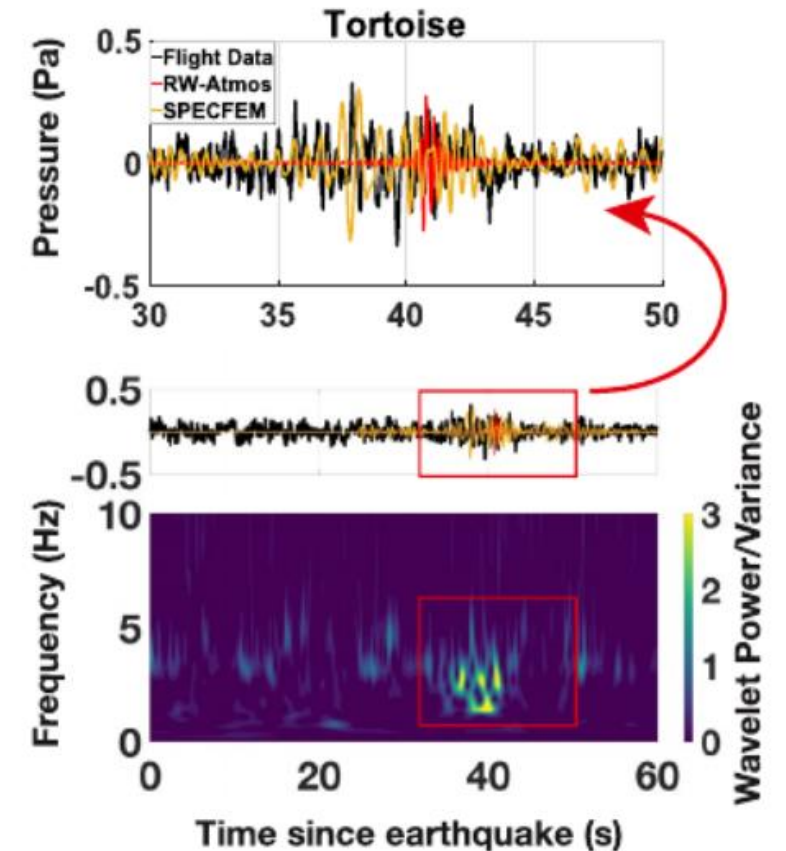 Tortoise
Pressure (Pa)
0.5
0
-0.5
Flight Data
RW-Atmos
SPECFEM
30 35 40 45 50
0.5
-0.5
Frequency (Hz)
10
5
0
3
2
1
0
Wavelet Power/Variance
0 20 40 60
Time since earthquake (s)